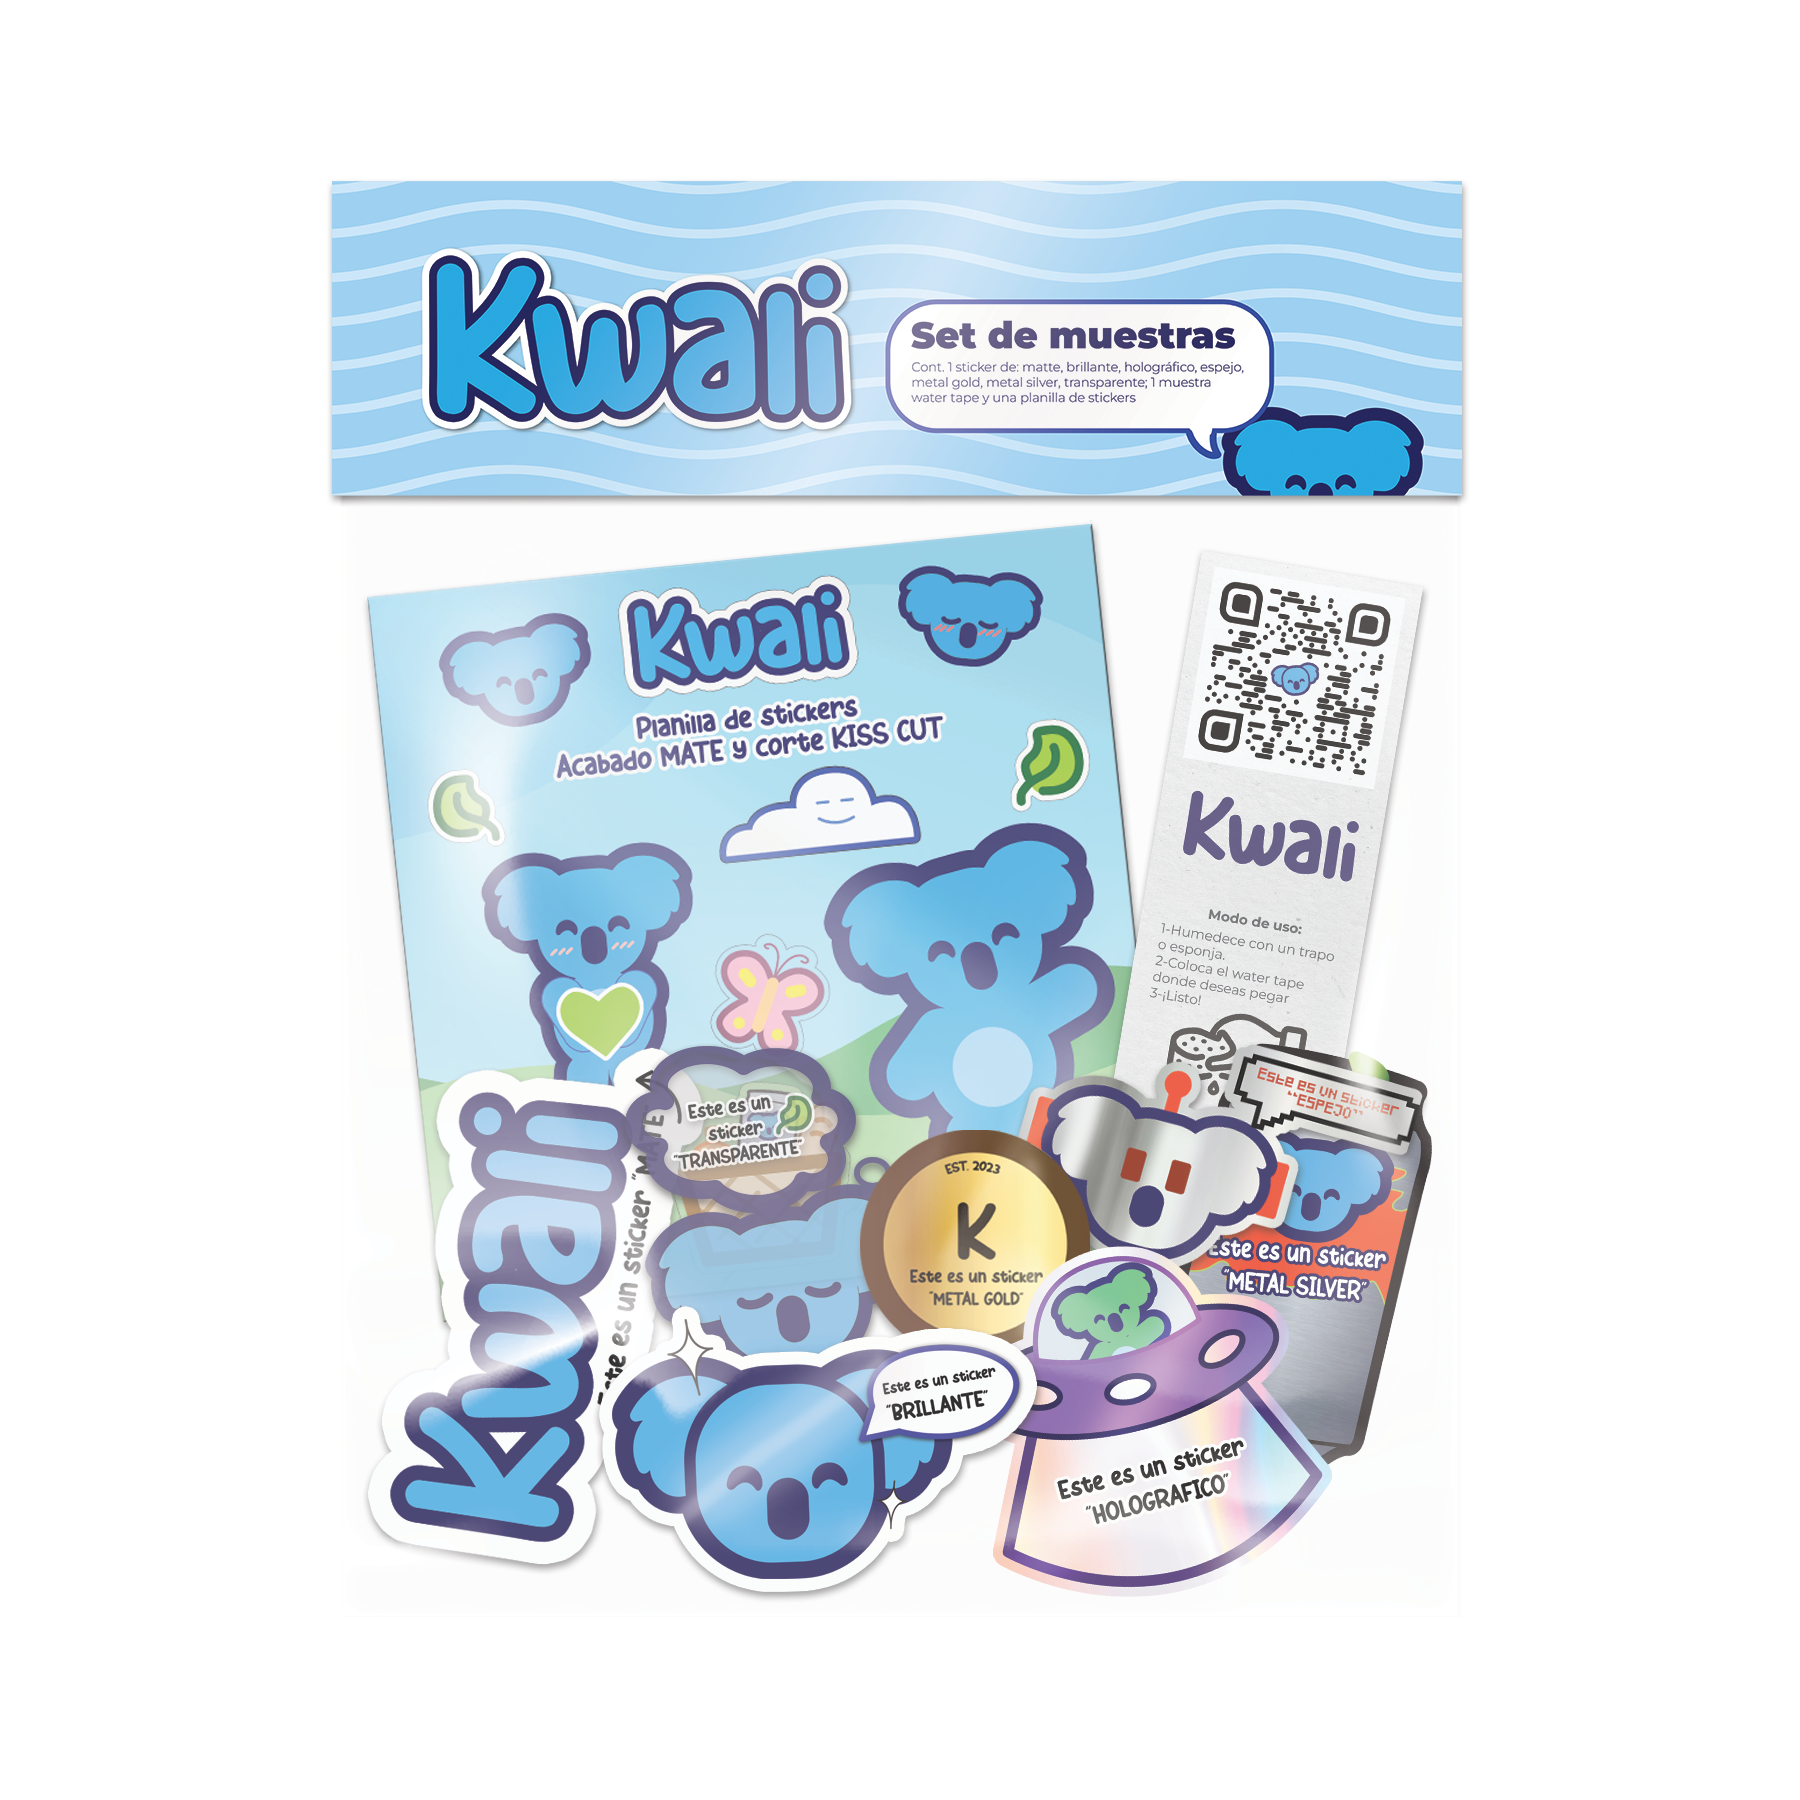 Kwali
Set de muestras
Cont. 1 sticker de: matte, brillante, holográfico, espejo,
metal gold, metal silver, transparente; 1 muestra
water tape y una planilla de stickers
Kwali
Planilla de stickers
Acabado MATE y corte KISS CUT
Kwali
Modo de uso:
1-Humedece con un trapo
o esponja.
2-Coloca el water tape
donde deseas pegar
3-¡Listo!
Kwali
Este es un sticker "MATE"
Este es un
sticker
"TRANSPARENTE"
EST. 2023
K
Este es un sticker
"METAL GOLD"
Este es un sticker
"ESPEJO"
Este es un sticker
"METAL SILVER"
Este es un sticker
"BRILLANTE"
Este es un sticker
"HOLOGRAFICO"